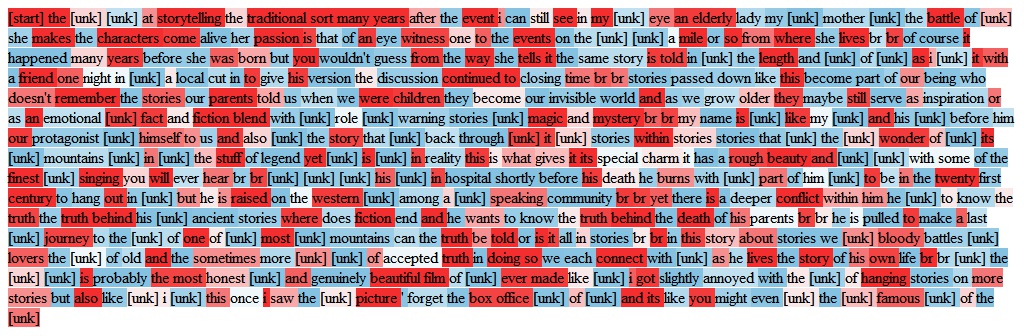 [start] the [unk] [unk] at storytelling the traditional sort many years after the event i can still see in my [unk] eye an elderly lady my [unk] mother [unk] the battle of [unk]
she makes the characters come alive her passion is that of an eye witness one to the events on the [unk] [unk] a mile or so from where she lives br br of course it
happened many years before she was born but you wouldn't guess from the way she tells it the same story is told in [unk] the length and [unk] of [unk] as i [unk] it with
a friend one night in [unk] a local cut in to give his version the discussion continued to closing time br br stories passed down like this become part of our being who
doesn't remember the stories our parents told us when we were children they become our invisible world and as we grow older they maybe still serve as inspiration or
as an emotional [unk] fact and fiction blend with [unk] role [unk] warning stories [unk] magic and mystery br br my name is [unk] like my [unk] and his [unk] before him
our protagonist [unk] himself to us and also [unk] the story that [unk] back through [unk] it [unk] stories within stories stories that [unk] the [unk] wonder of [unk] its
[unk] mountains [unk] in [unk] the stuff of legend yet [unk] is [unk] in reality this is what gives it its special charm it has a rough beauty and [unk] [unk] with some of the
finest [unk] singing you will ever hear br br [unk] [unk] [unk] his [unk] in hospital shortly before his death he burns with [unk] part of him [unk] to be in the twenty first
century to hang out in [unk] but he is raised on the western [unk] among a [unk] speaking community br br yet there is a deeper conflict within him he [unk] to know the
truth the truth behind his [unk] ancient stories where does fiction end and he wants to know the truth behind the death of his parents br br he is pulled to make a last
[unk] journey to the [unk] of one of [unk] most [unk] mountains can the truth be told or is it all in stories br br in this story about stories we [unk] bloody battles [unk]
lovers the [unk] of old and the sometimes more [unk] [unk] of accepted truth in doing so we each connect with [unk] as he lives the story of his own life br br [unk] the
[unk] [unk] is probably the most honest [unk] and genuinely beautiful film of [unk] ever made like [unk] i got slightly annoyed with the [unk] of hanging stories on more
stories but also like [unk] i [unk] this once i saw the [unk] picture ' forget the box office [unk] of [unk] and its like you might even [unk] the [unk] famous [unk] of the
[unk]